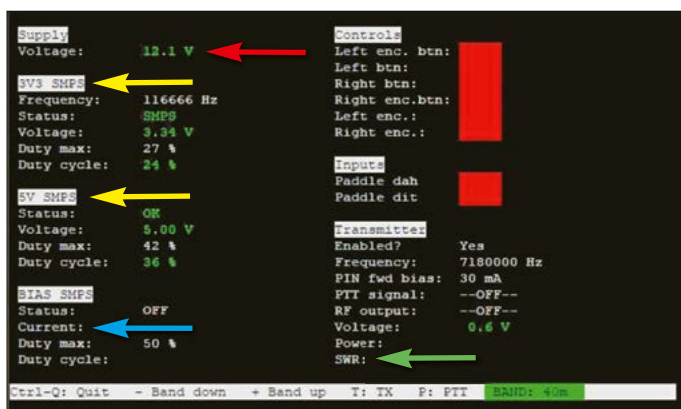 Supply
Voltage: 12.1 V
3V3 SMPS
Frequency: 116666 Hz
Status: SMPS
Voltage: 3.34 V
Duty max: 27 %
Duty cycle: 24 %
5V SMPS
Status: OK
Voltage: 5.00 V
Duty max: 42 %
Duty cycle: 36 %
BIAS SMPS
Status: OFF
Current:
Duty max: 50 %
Duty cycle:
Controls
Left enc. btn:
Left btn:
Right btn:
Right enc.btn:
Left enc.:
Right enc.:
Inputs
Paddle dah
Paddle dit
Transmitter
Enabled? Yes
Frequency: 7180000 Hz
PIN fwd bias: 30 mA
PTT signal: --OFF--
RF output: --OFF--
Voltage: 0.6 V
Power:
SWR:
Ctrl-Q: Quit - Band down + Band up T: TX P: PTT BAND: 40m